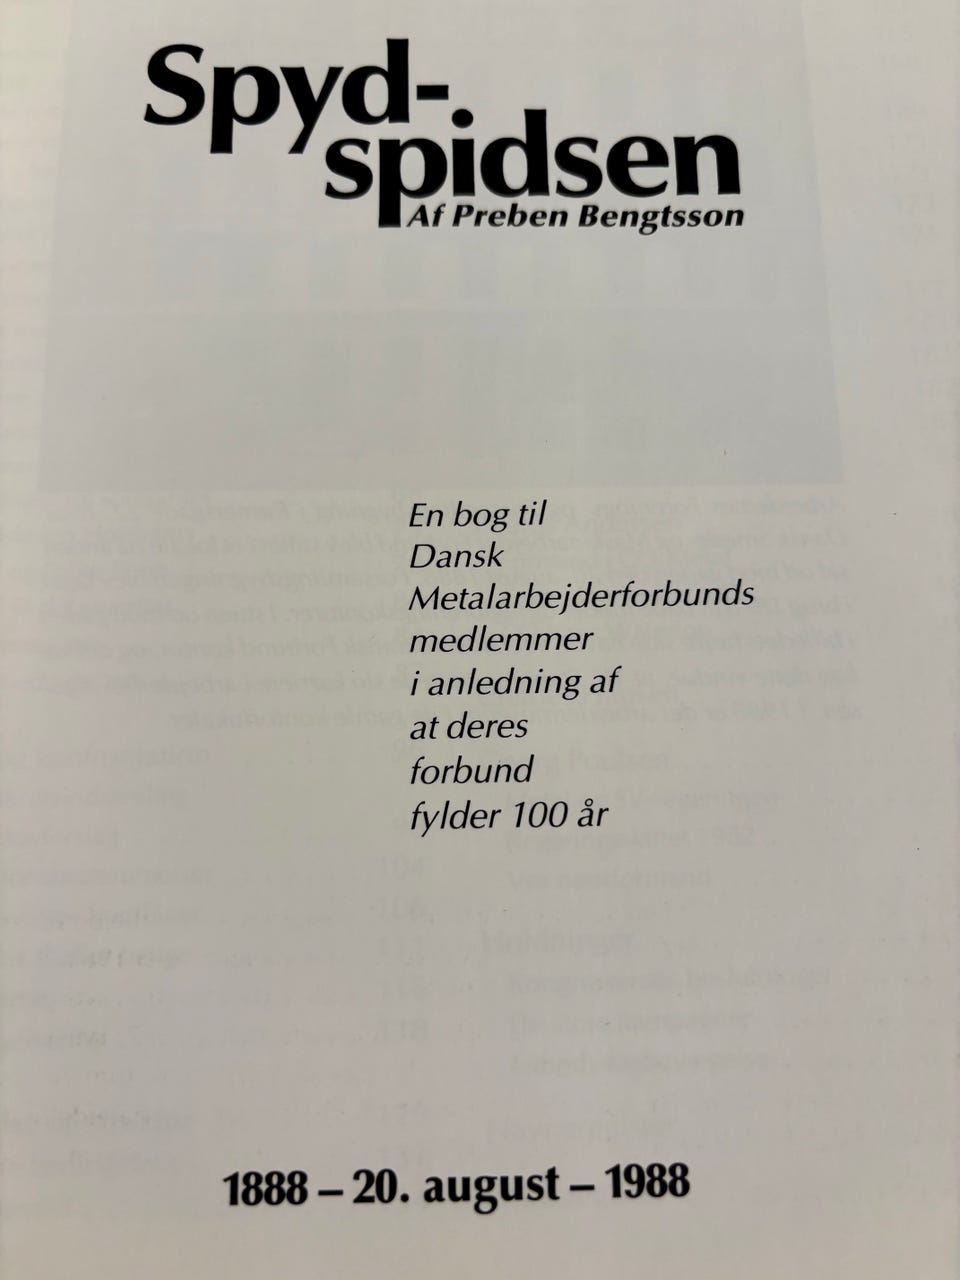 Spyd-
spidsen
Af Preben Bengtsson
En bog til
Dansk
Metalarbejderforbunds
medlemmer
i anledning af
at deres
forbund
fylder 100 år
1888 – 20. august – 1988